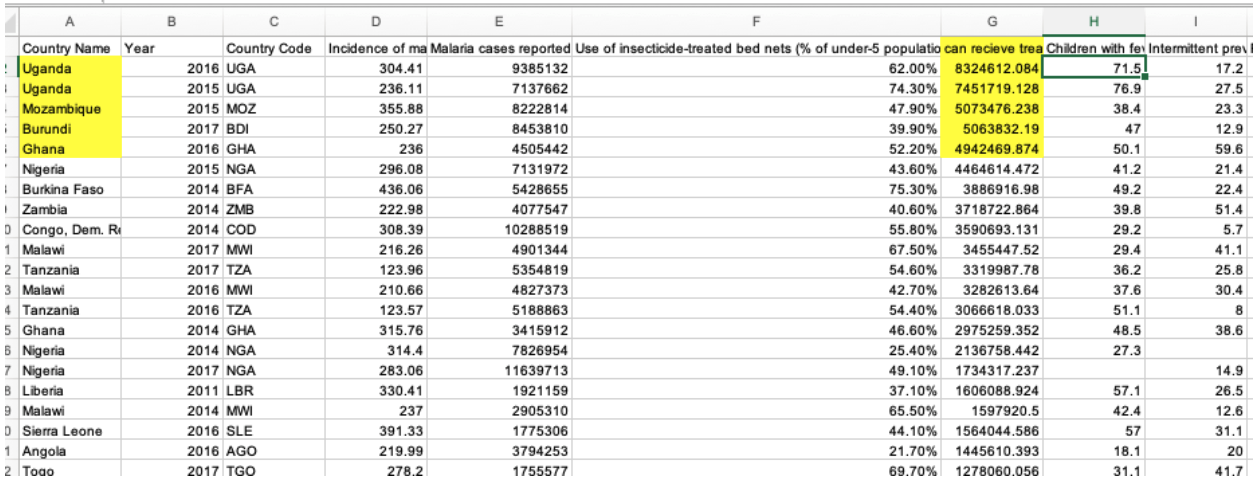 A B C D E F G H I
Country Name Year Country Code Incidence of ma Malaria cases reported Use of insecticide-treated bed nets (% of under-5 populatio can recieve trea Children with fev Intermittent prev
Uganda 2016 UGA 304.41 9385132 62.00% 8324612.084 71.5 17.2
Uganda 2015 UGA 236.11 7137662 74.30% 7451719.128 76.9 27.5
Mozambique 2015 MOZ 355.88 8222814 47.90% 5073476.238 38.4 23.3
Burundi 2017 BDI 250.27 8453810 39.90% 5063832.19 47 12.9
Ghana 2016 GHA 236 4505442 52.20% 4942469.874 50.1 59.6
Nigeria 2015 NGA 296.08 7131972 43.60% 4464614.472 41.2 21.4
Burkina Faso 2014 BFA 436.06 5428655 75.30% 3886916.98 49.2 22.4
Zambia 2014 ZMB 222.98 4077547 40.60% 3718722.864 39.8 51.4
Congo, Dem. Re 2014 COD 308.39 10288519 55.80% 3590693.131 29.2 5.7
Malawi 2017 MWI 216.26 4901344 67.50% 3455447.52 29.4 41.1
Tanzania 2017 TZA 123.96 5354819 54.60% 3319987.78 36.2 25.8
Malawi 2016 MWI 210.66 4827373 42.70% 3282613.64 37.6 30.4
Tanzania 2016 TZA 123.57 5188863 54.40% 3066618.033 51.1 8
Ghana 2014 GHA 315.76 3415912 46.60% 2975259.352 48.5 38.6
Nigeria 2014 NGA 314.4 7826954 25.40% 2136758.442 27.3
Nigeria 2017 NGA 283.06 11639713 49.10% 1734317.237 14.9
Liberia 2011 LBR 330.41 1921159 37.10% 1606088.924 57.1 26.5
Malawi 2014 MWI 237 2905310 65.50% 1597920.5 42.4 12.6
Sierra Leone 2016 SLE 391.33 1775306 44.10% 1564044.586 57 31.1
Angola 2016 AGO 219.99 3794253 21.70% 1445610.393 18.1 20
Togo 2017 TGO 278.2 1755577 69.70% 1278060.056 31.1 41.7